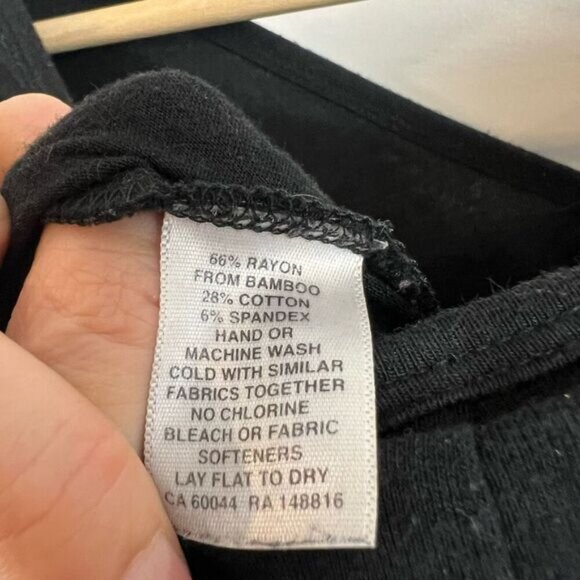 66% RAYON
FROM BAMBOO
28% COTTON
6% SPANDEX
HAND OR
MACHINE WASH
COLD WITH SIMILAR
FABRICS TOGETHER
NO CHLORINE
BLEACH OR FABRIC
SOFTENERS
LAY FLAT TO DRY
CA 60044 RA 148816